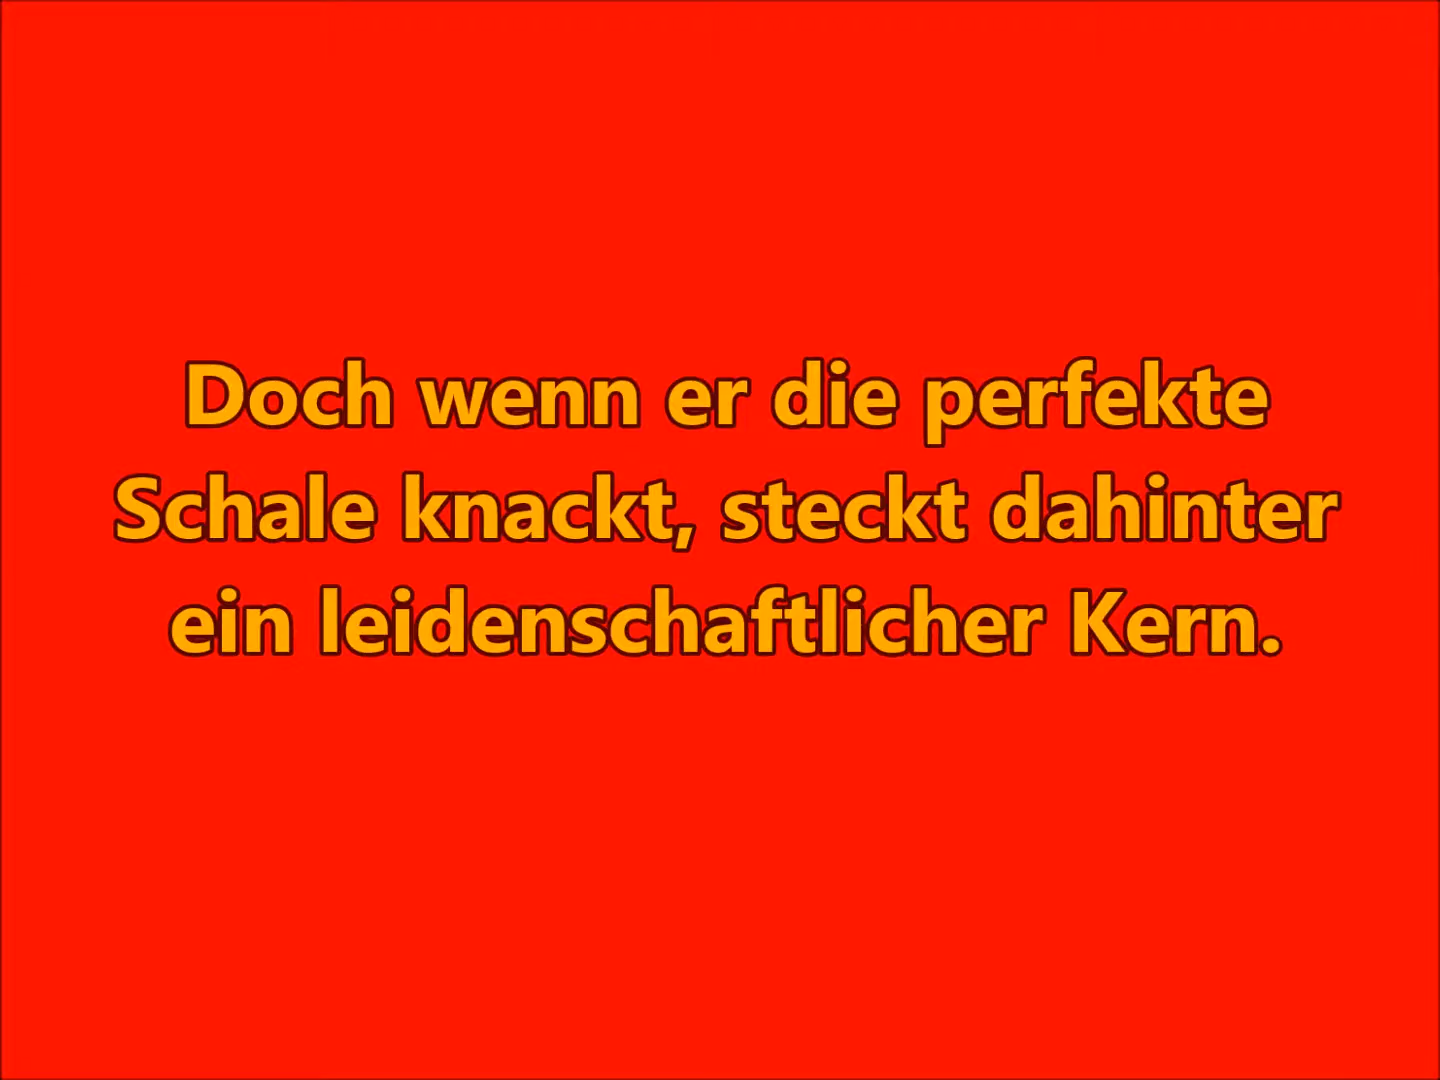 Doch wenn er die perfekte
Schale knackt, steckt dahinter
ein leidenschaftlicher Kern.